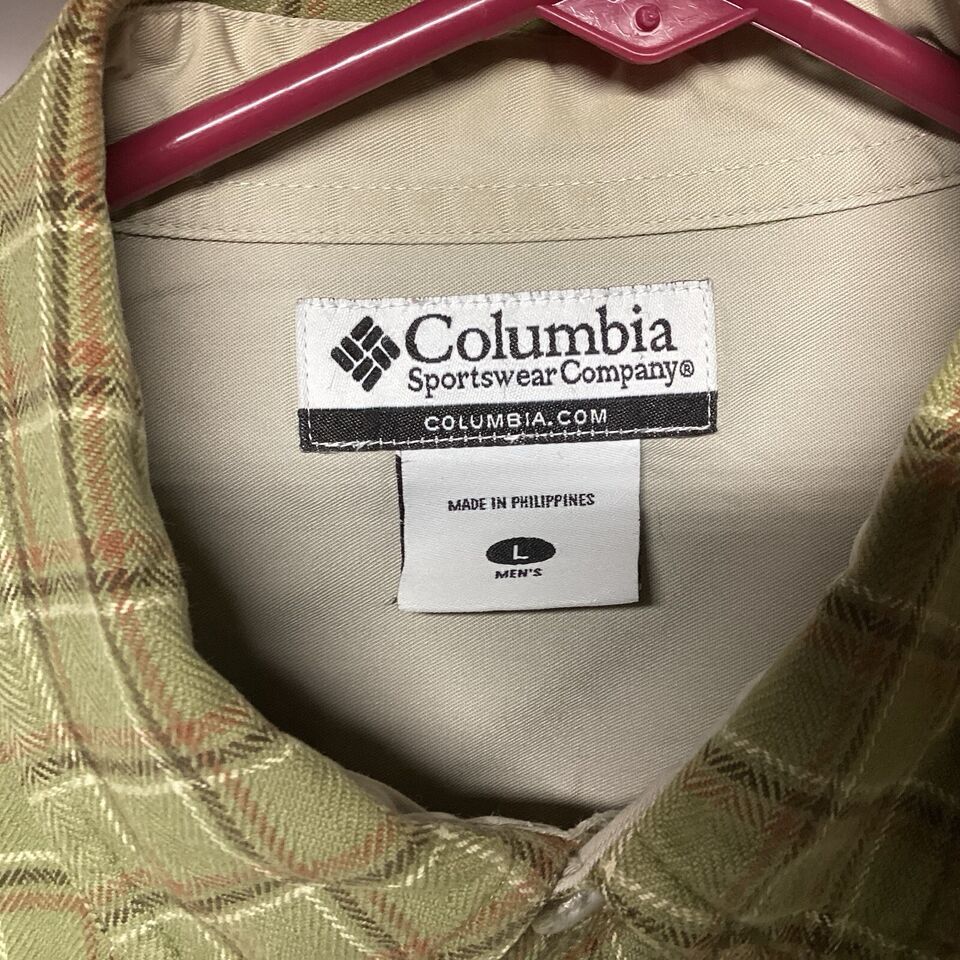 Columbia
Sportswear Company®
COLUMBIA.COM
MADE IN PHILIPPINES
L
MEN'S